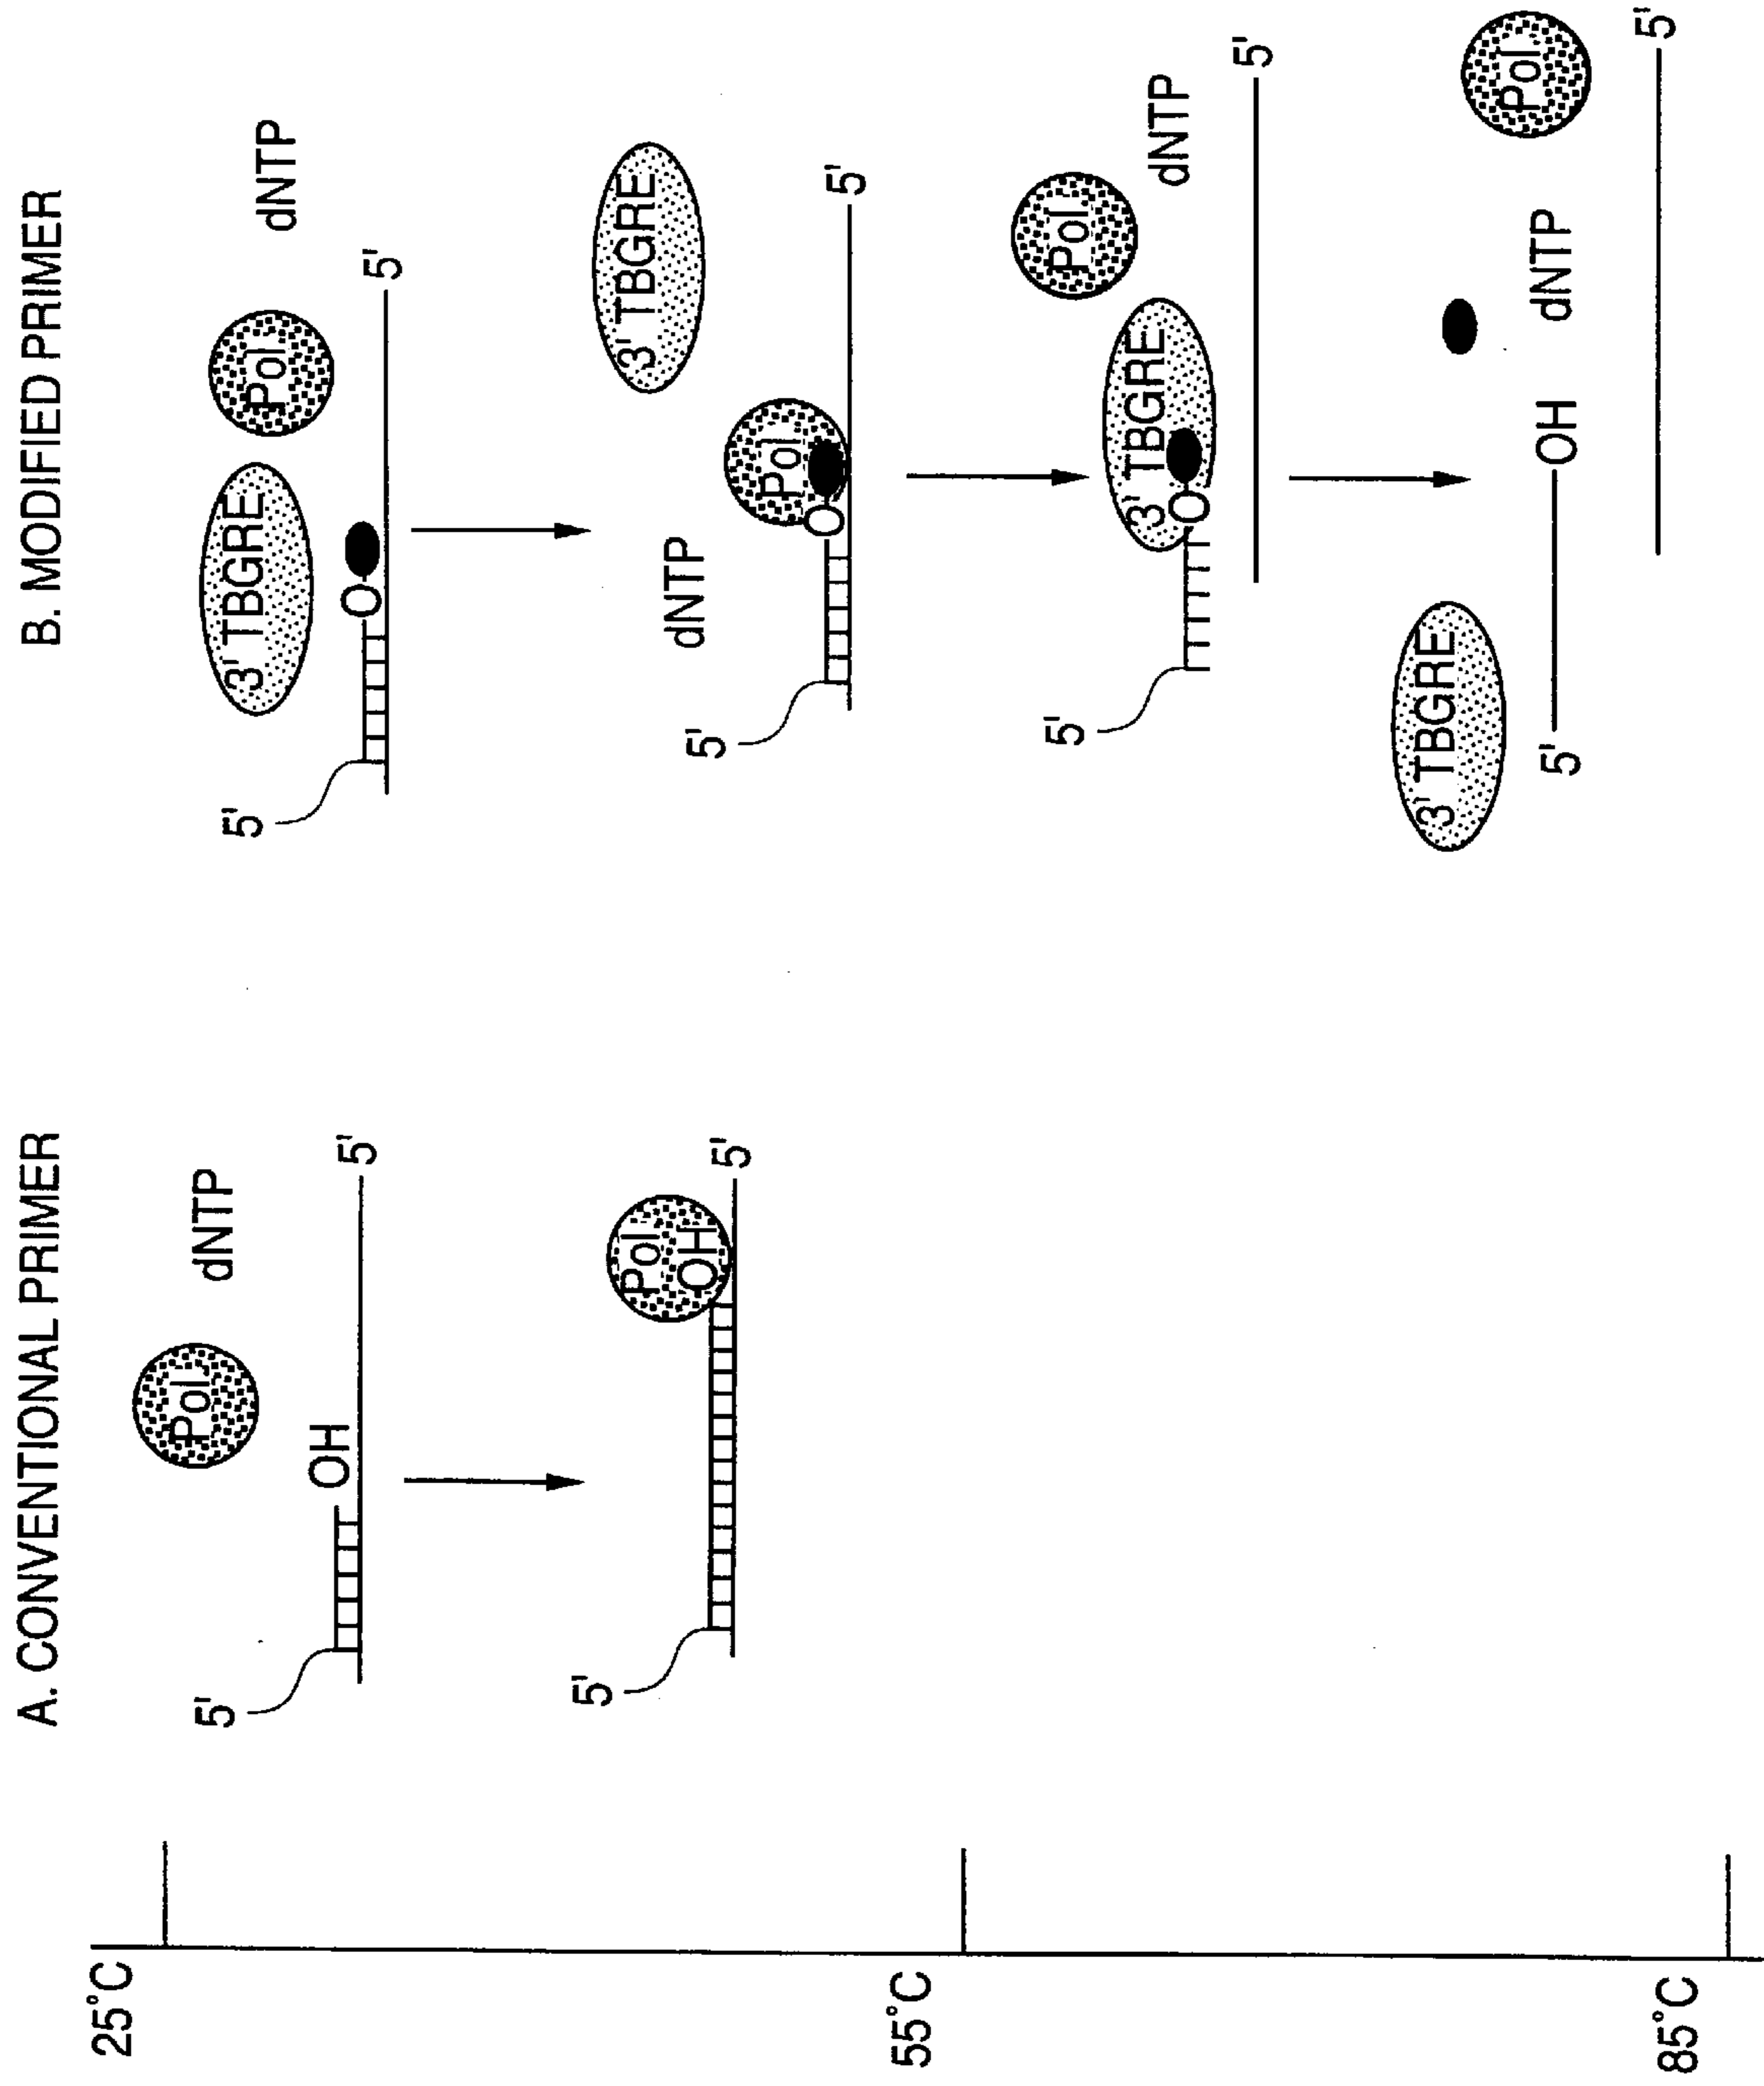 A. CONVENTIONAL PRIMER
B. MODIFIED PRIMER
25°C
55°C
85°C
5'
Pol.
dNTP
OH
5'
5'
Pol
OH
5'
5'
3' TBGRE
O
Pol.
dNTP
5'
5'
dNTP
O
Pol.
3' TBGRE
5'
5'
3' TBGRE
O
Pol.
dNTP
5'
3' TBGRE
5'
OH
dNTP
Pol.
5'